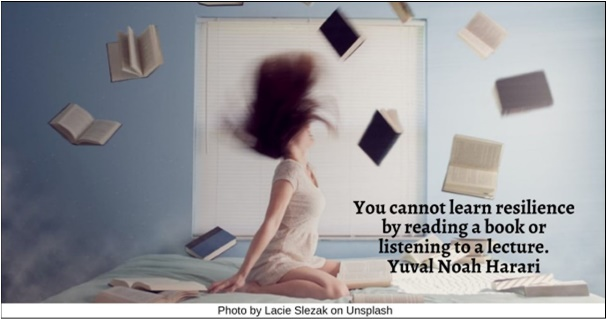 You cannot learn resilience
by reading a book or
listening to a lecture.
Yuval Noah Harari
Photo by Lacie Slezak on Unsplash